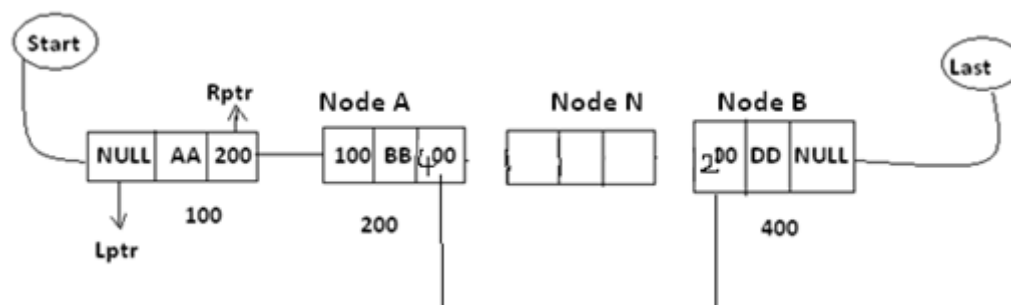 Start
Last
Rptr
Node A
Node N
Node B
NULL AA 200
100 BB 400
200 DD NULL
100
200
400
Lptr